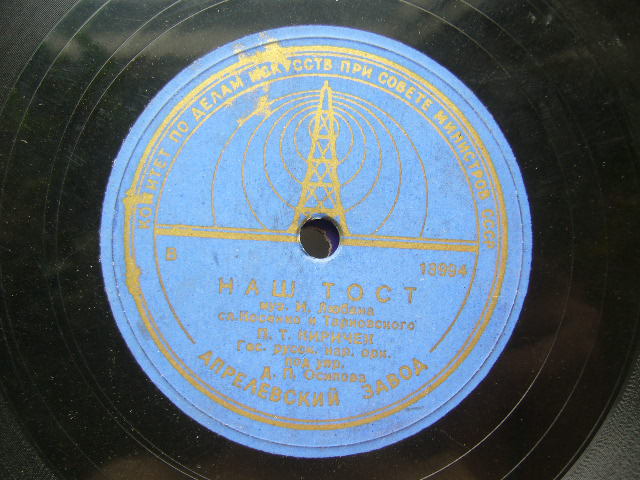 КОМИТЕТ ПО ДЕЛАМ ИСКУССТВ ПРИ СОВЕТЕ МИНИСТРОВ СССР
В 13994
НАШ ТОСТ
муз. И. Любана
сл. Косенко и Тарковского
П. Т. КИРИЧЕК
Гос. русск. нар. орк.
под упр.
Д. П. Осипова
АПРЕЛЕВСКИЙ ЗАВОД